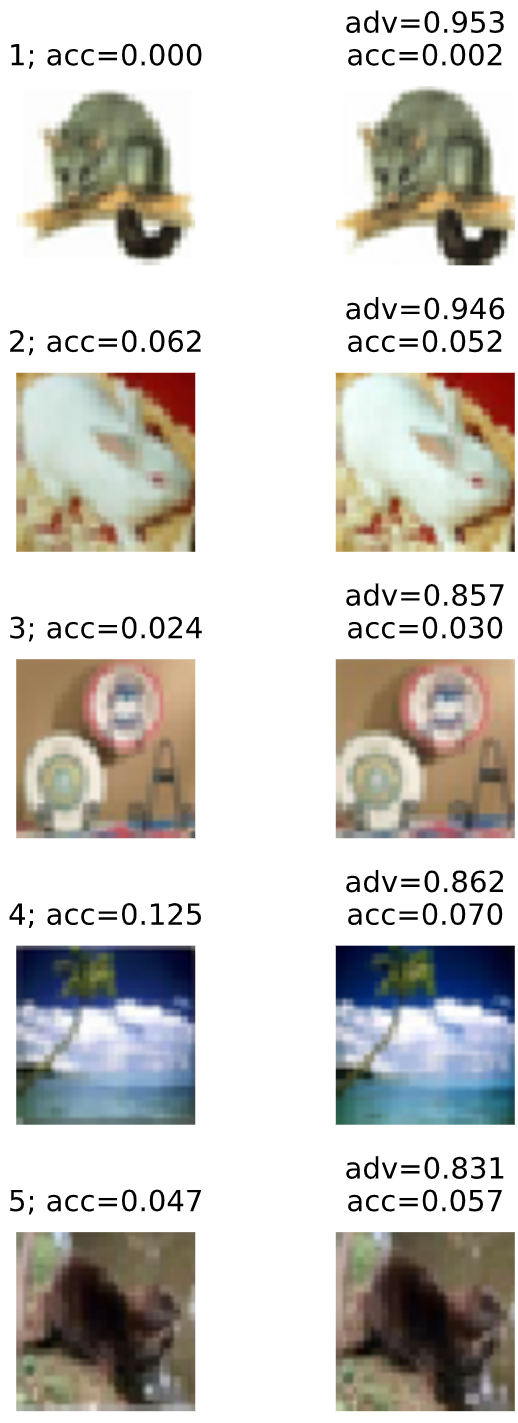 1; acc=0.000
adv=0.953
acc=0.002
2; acc=0.062
adv=0.946
acc=0.052
3; acc=0.024
adv=0.857
acc=0.030
4; acc=0.125
adv=0.862
acc=0.070
5; acc=0.047
adv=0.831
acc=0.057